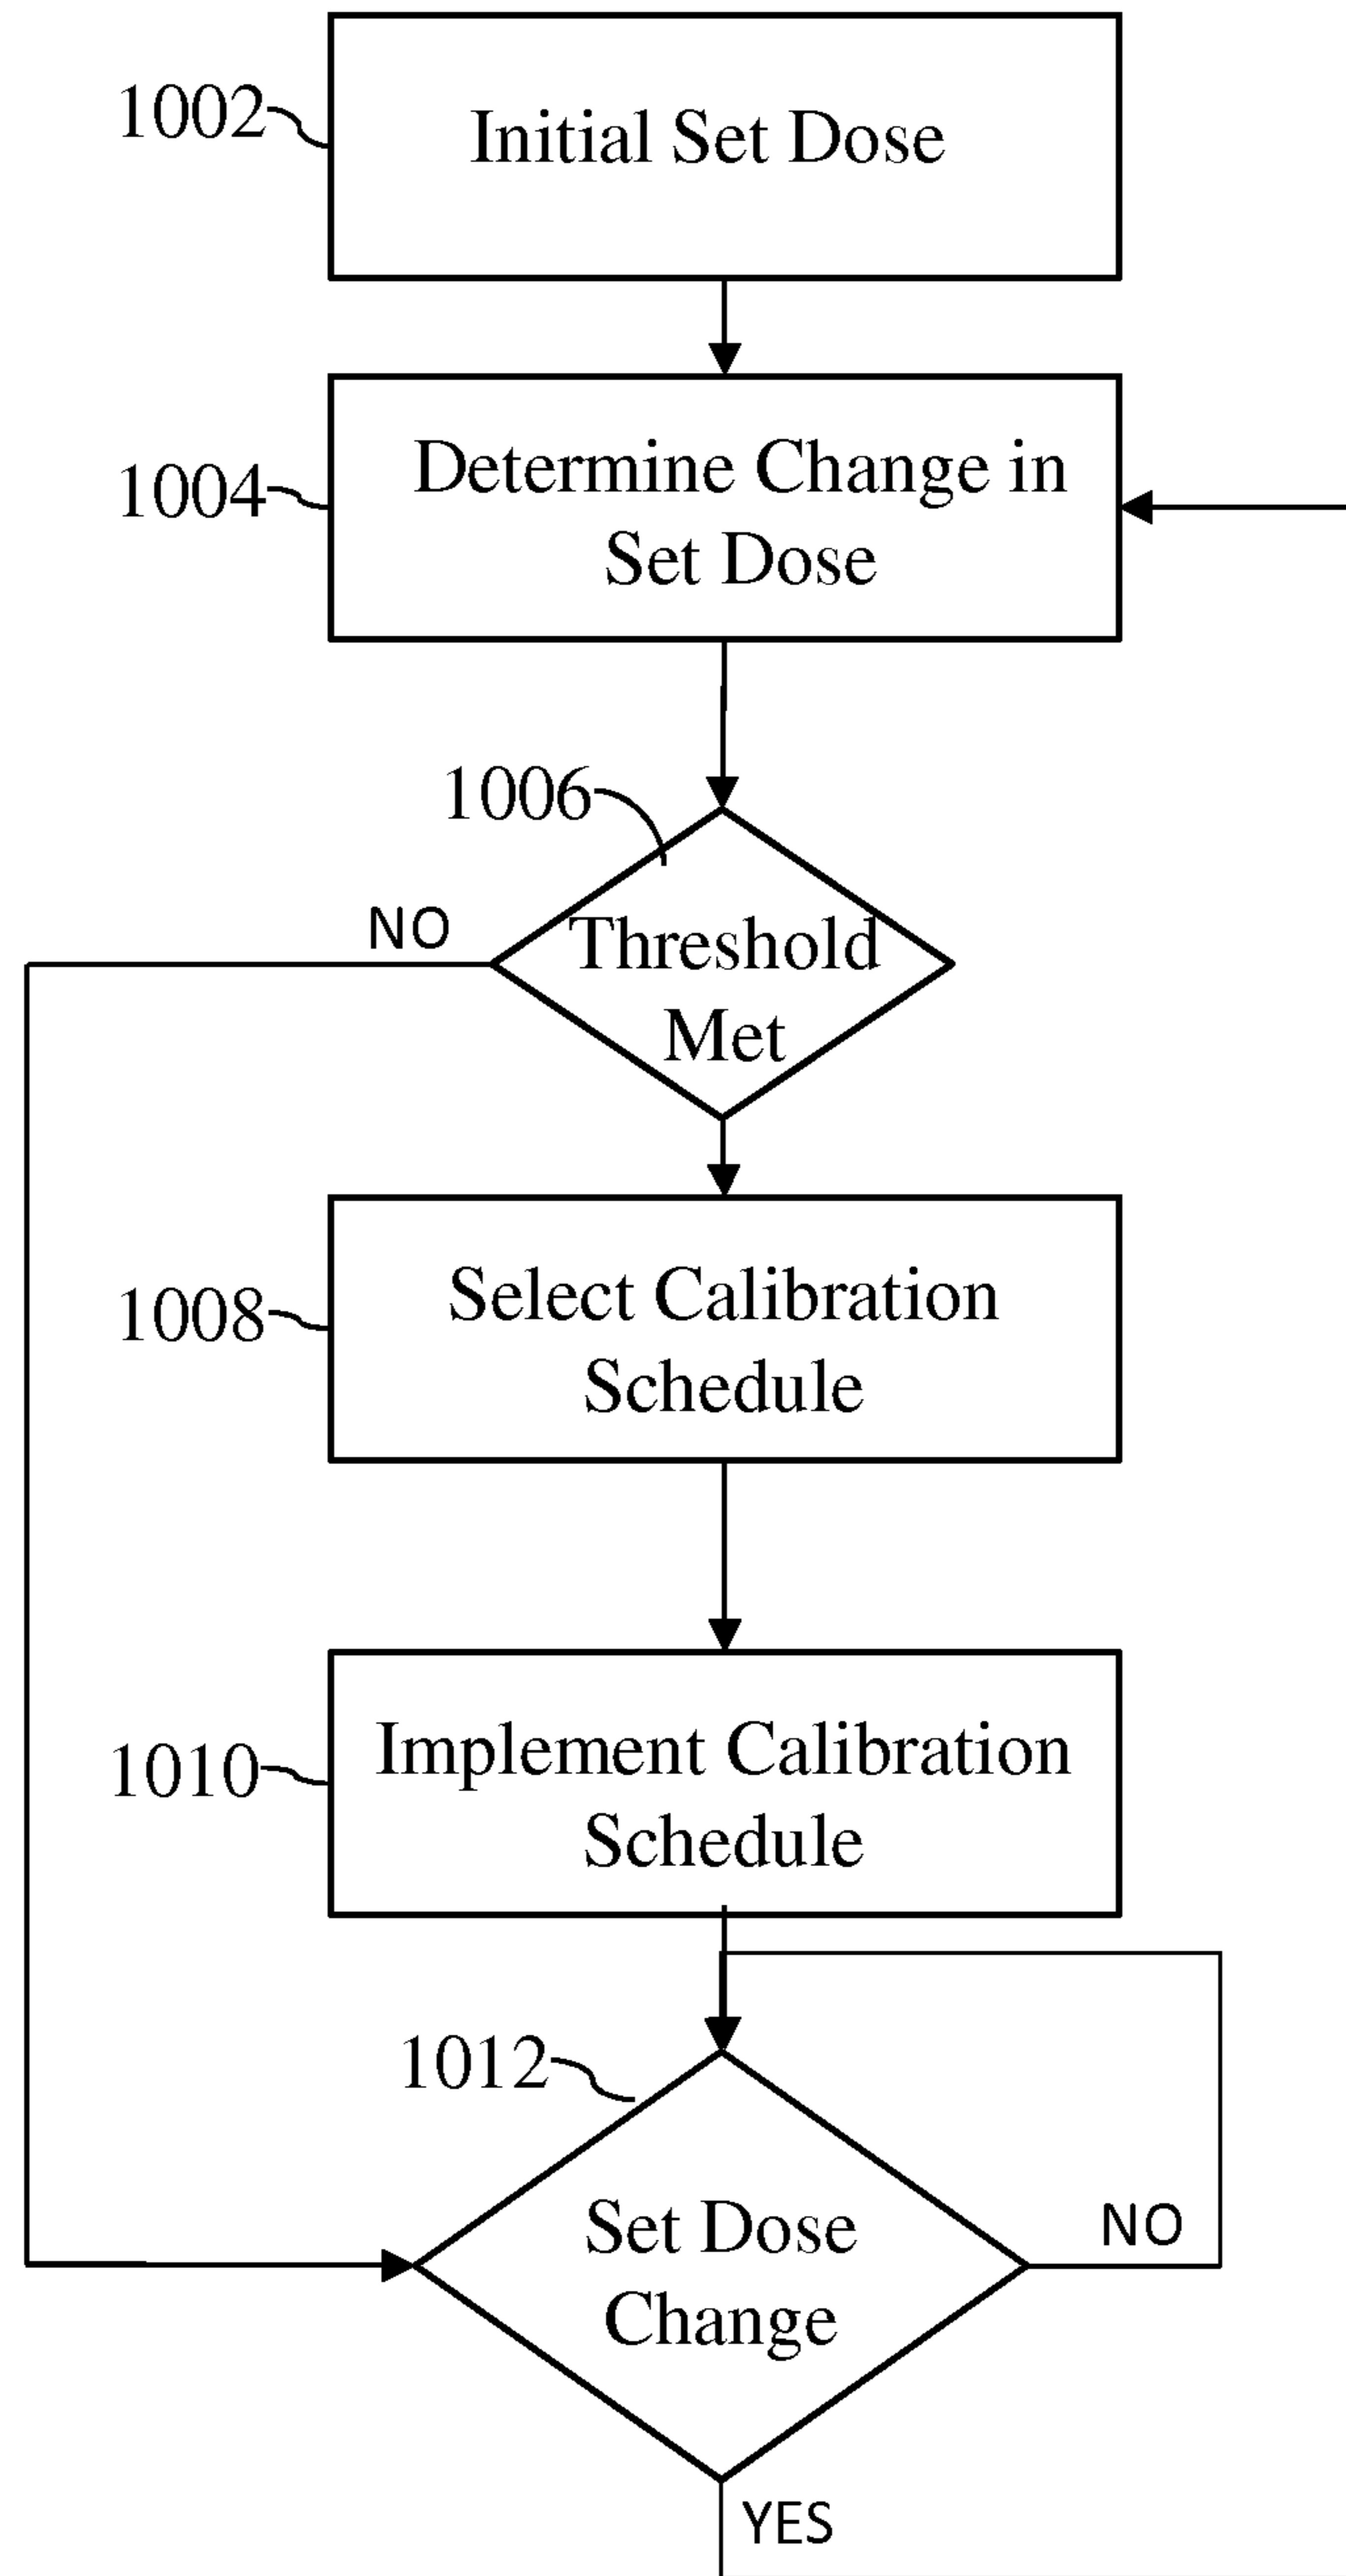 1002
Initial Set Dose
1004
Determine Change in
Set Dose
1006
NO
Threshold
Met
1008
Select Calibration
Schedule
1010
Implement Calibration
Schedule
1012
Set Dose
Change
NO
YES